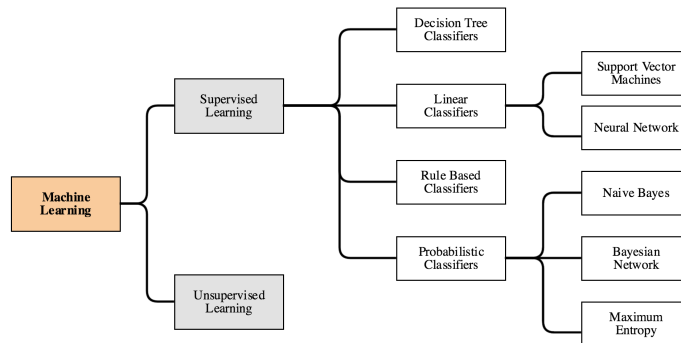 Machine
Learning
Supervised
Learning
Unsupervised
Learning
Decision Tree
Classifiers
Linear
Classifiers
Rule Based
Classifiers
Probabilistic
Classifiers
Support Vector
Machines
Neural Network
Naive Bayes
Bayesian
Network
Maximum
Entropy